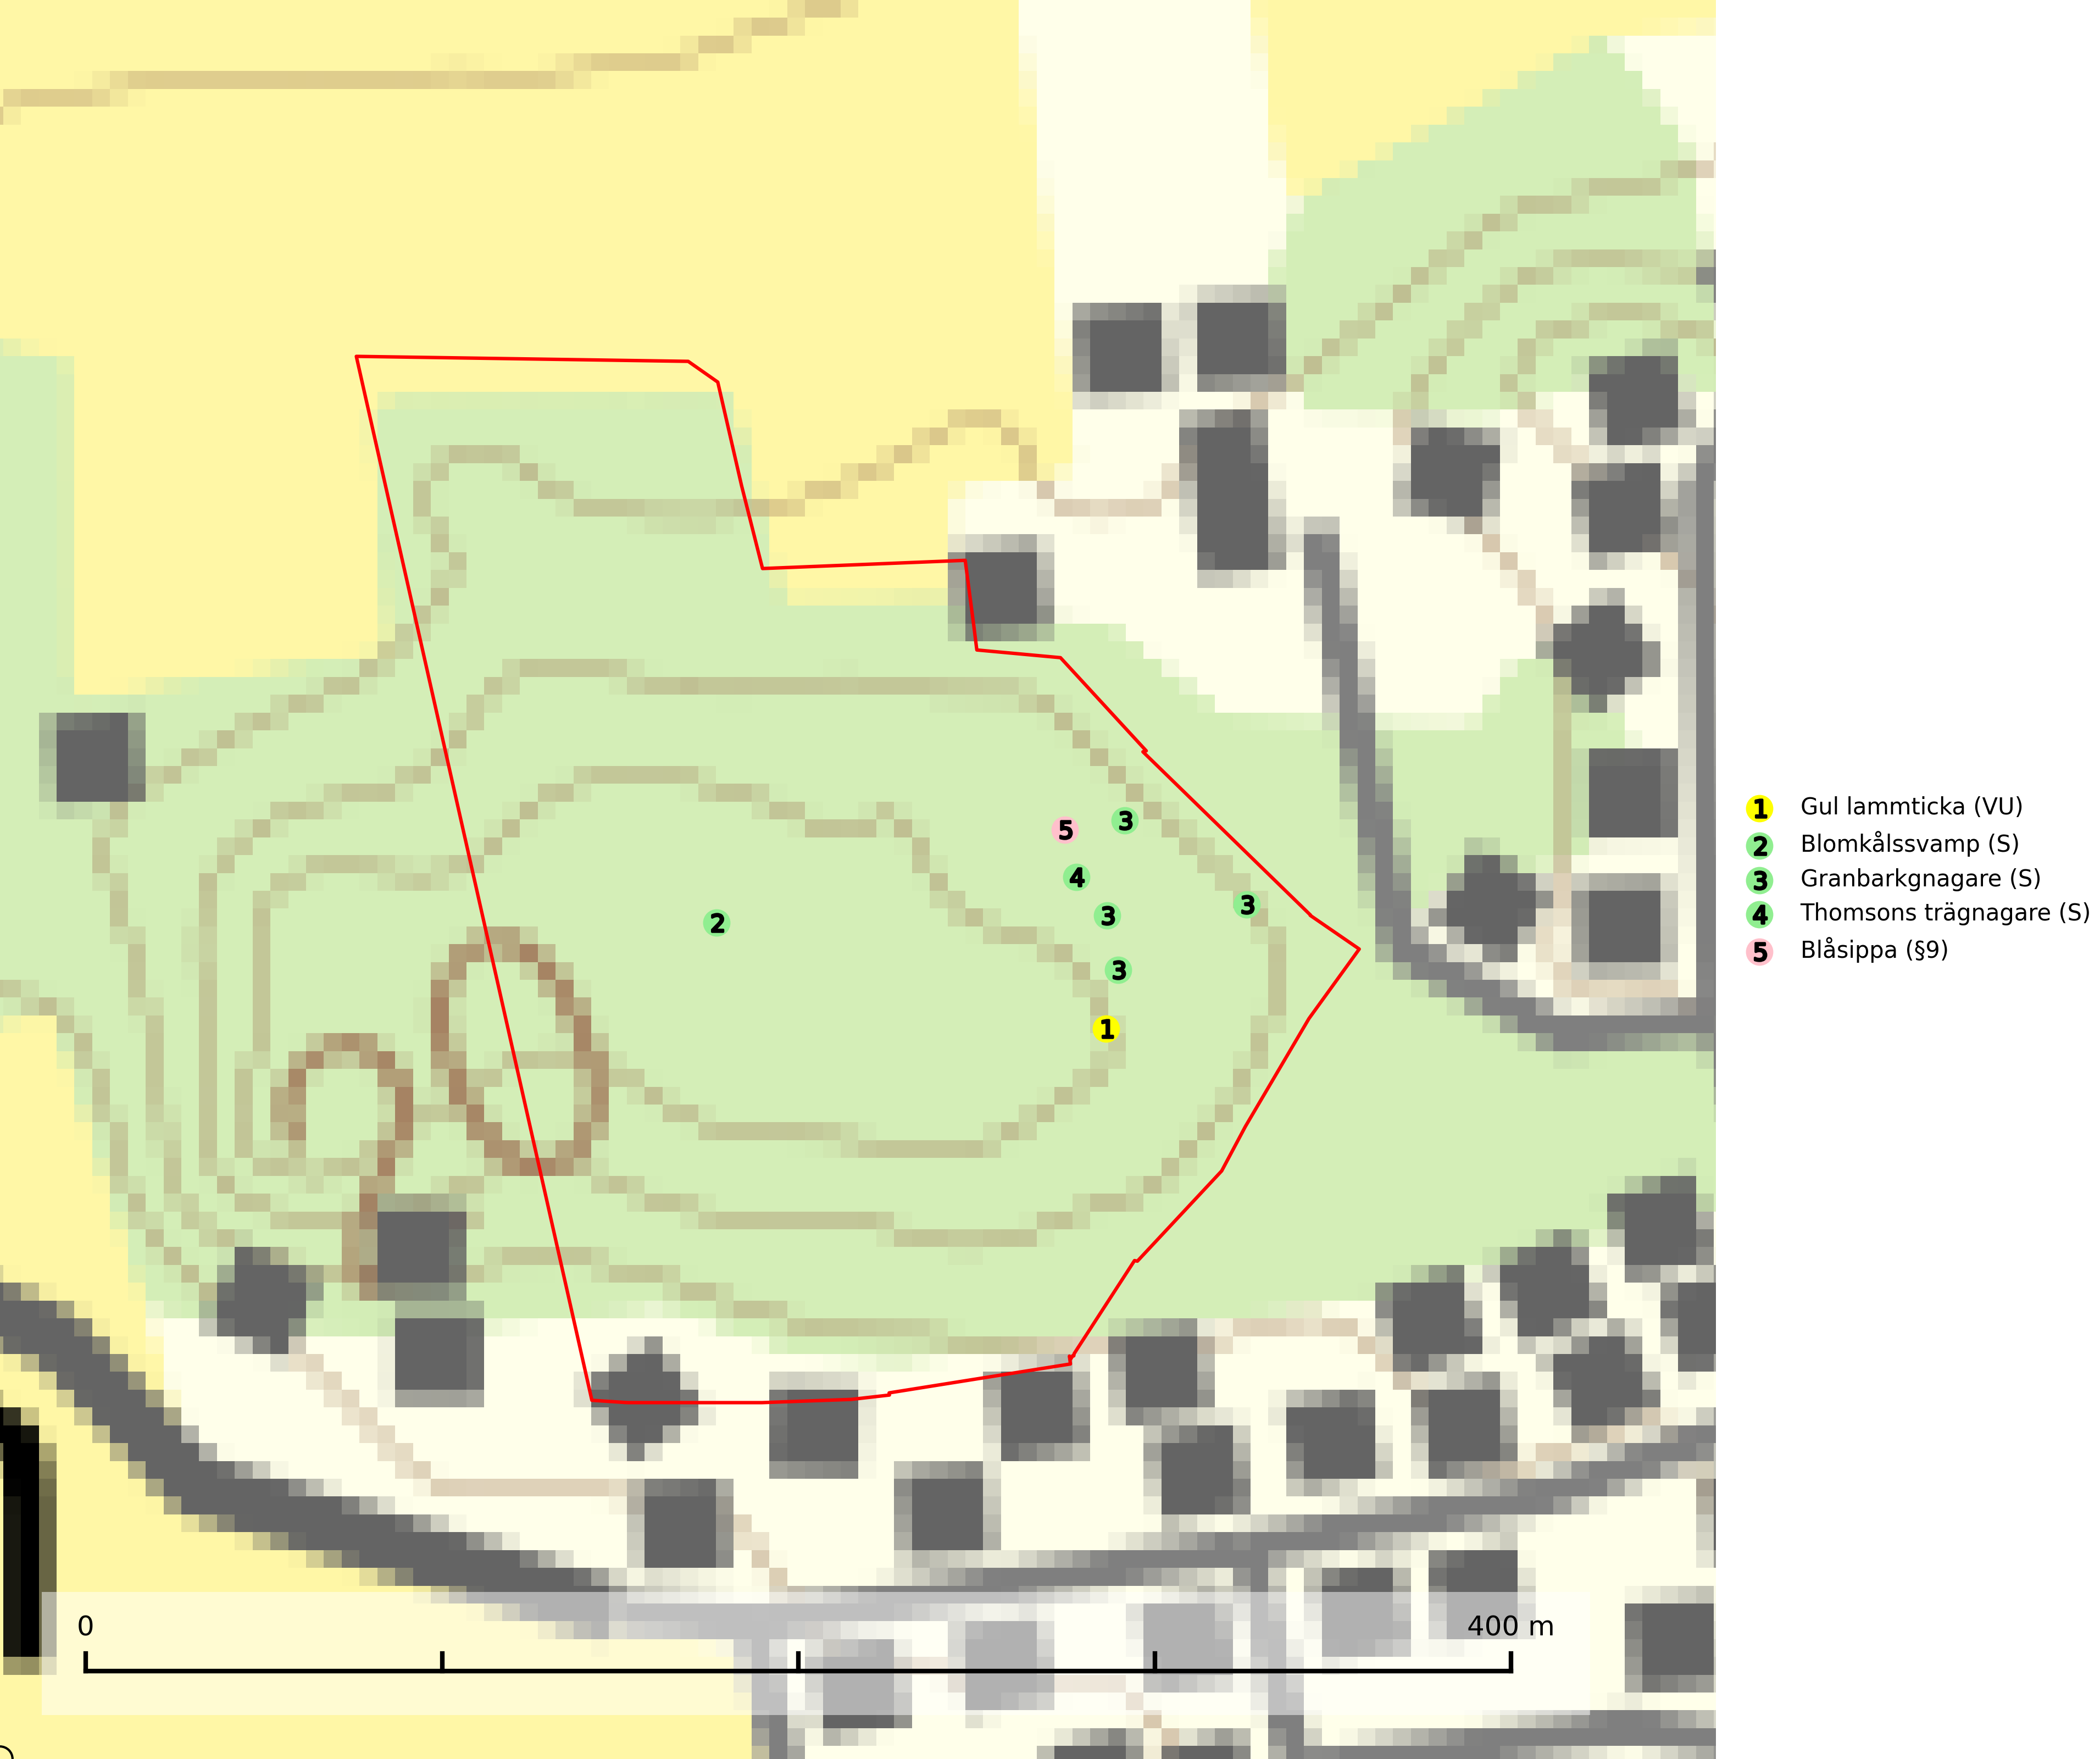 5
3
4
2
3
3
3
1
1 Gul lammticka (VU)
2 Blomkålssvamp (S)
3 Granbarkgnagare (S)
4 Thomsons trägnagare (S)
5 Blåsippa (§9)
0 400 m